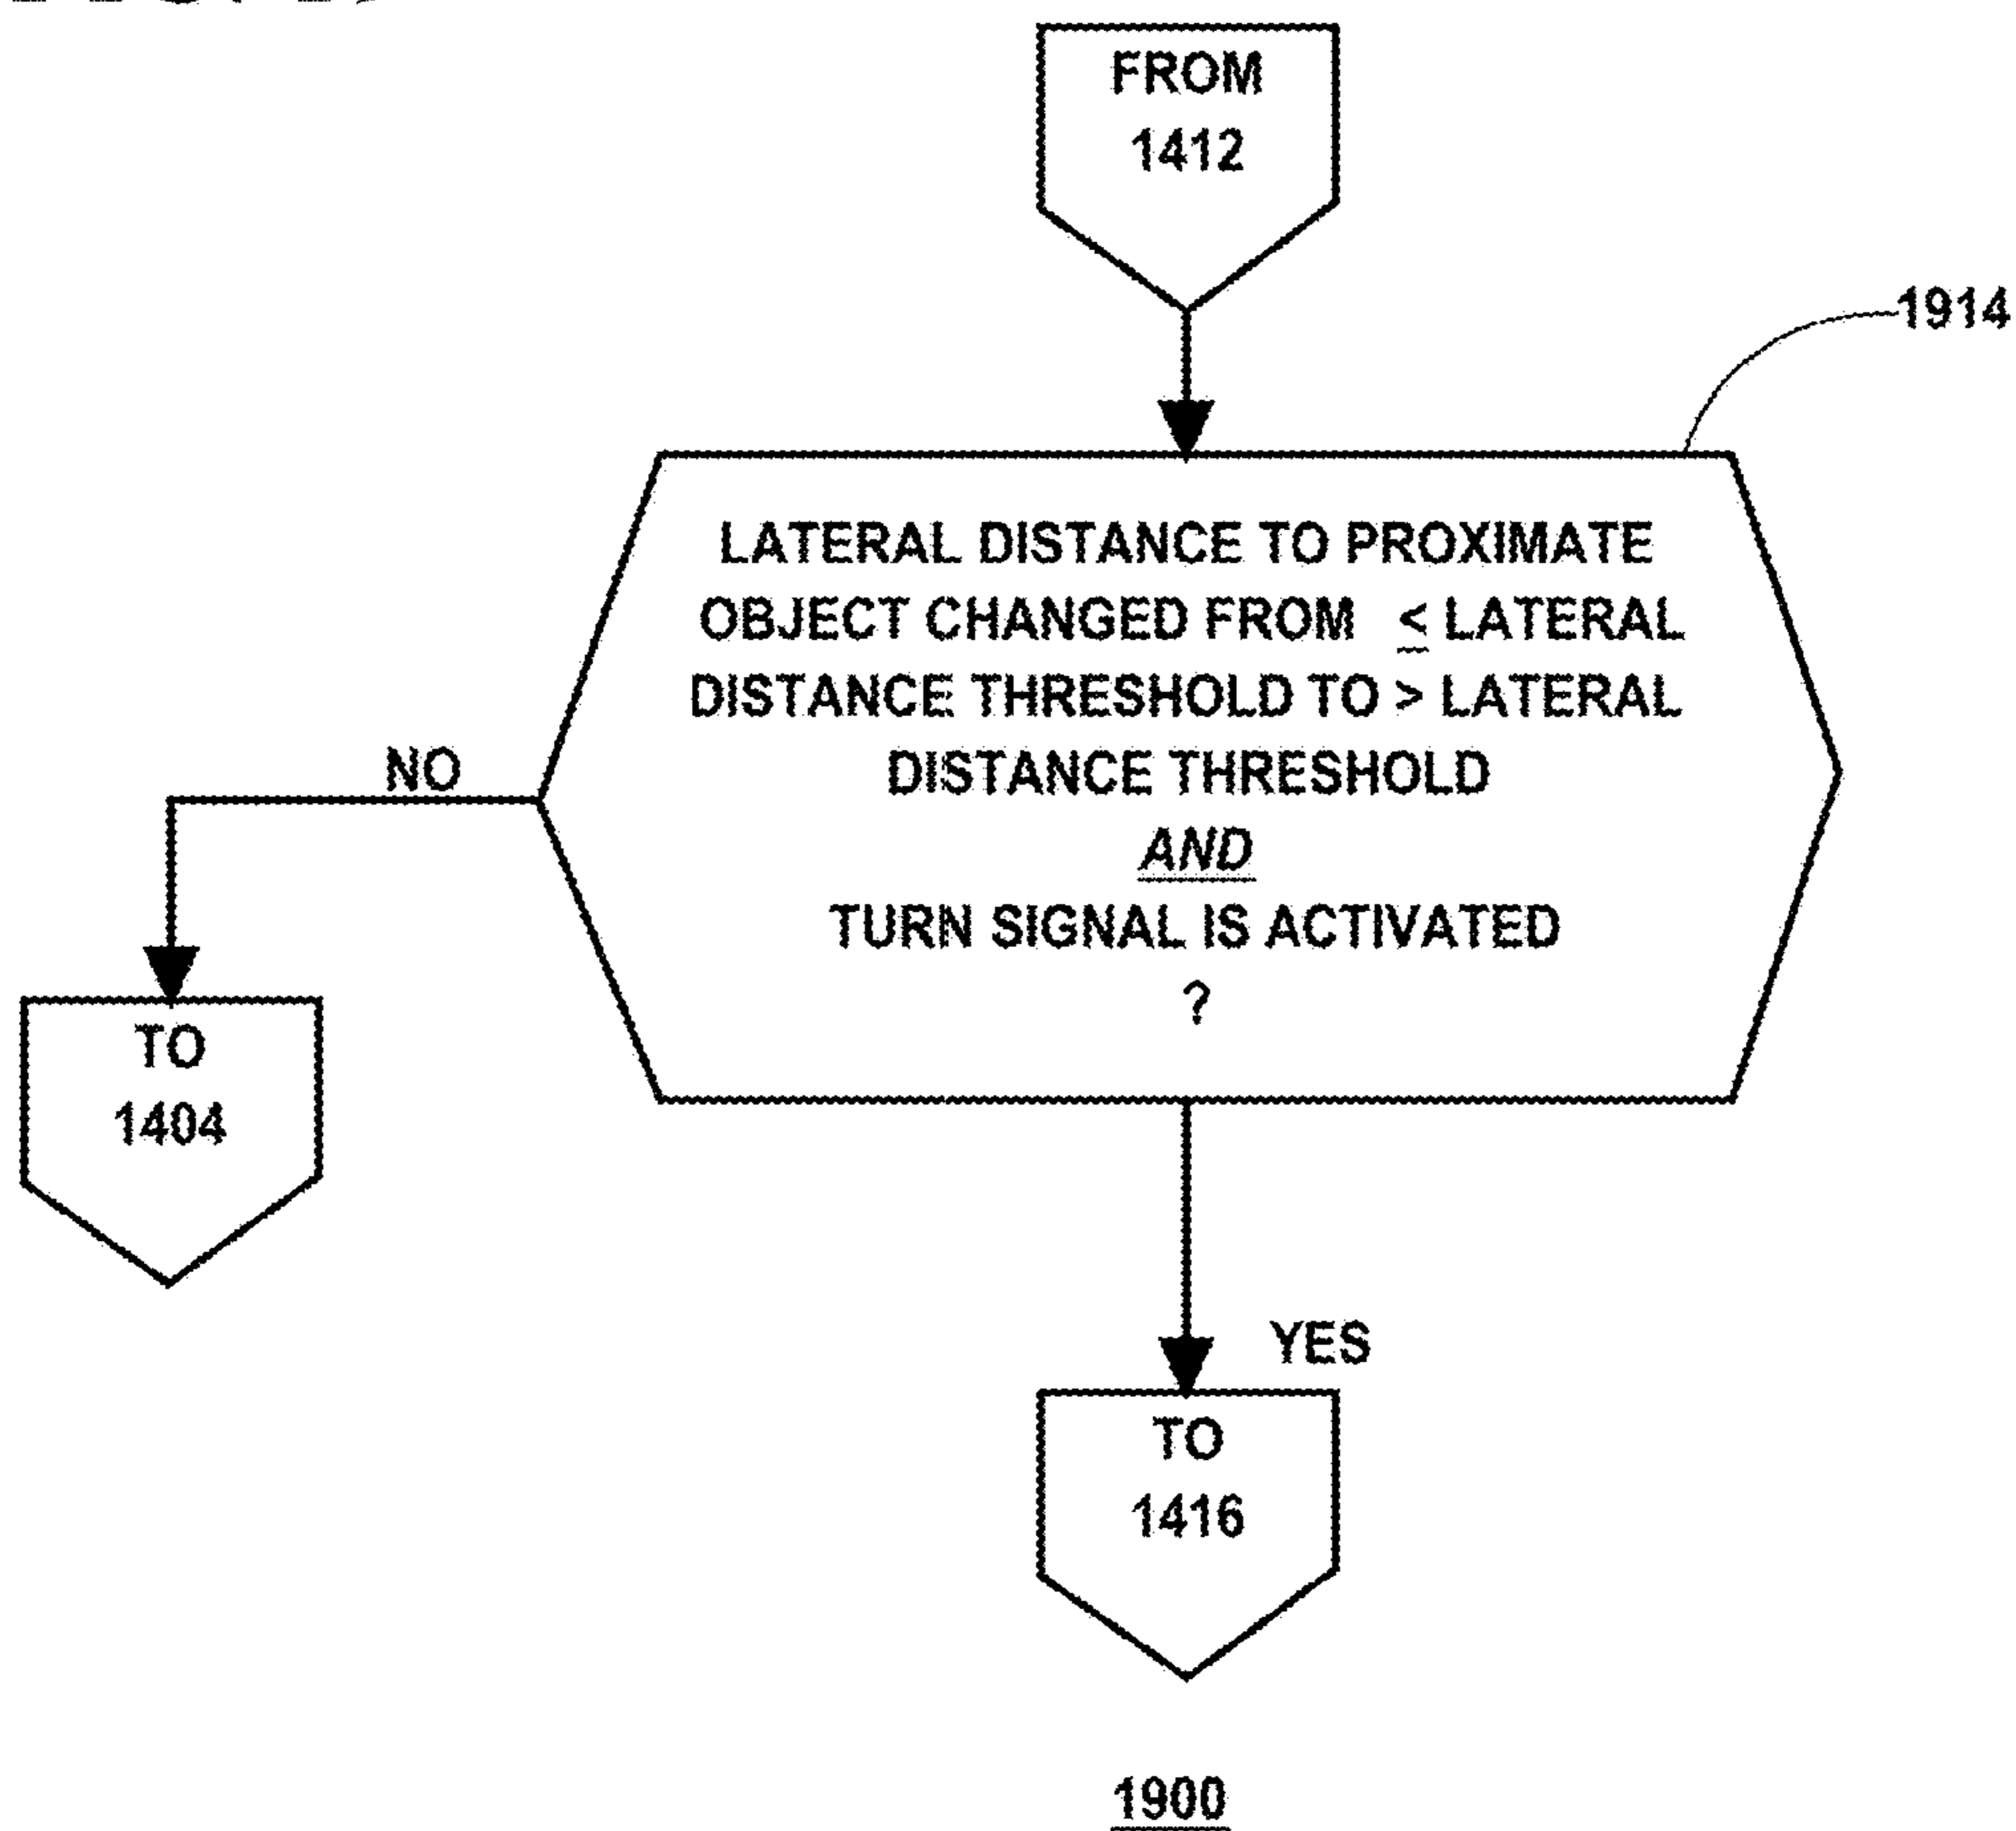 FROM
1412
1914
LATERAL DISTANCE TO PROXIMATE
OBJECT CHANGED FROM ≤ LATERAL
DISTANCE THRESHOLD TO > LATERAL
DISTANCE THRESHOLD
AND
TURN SIGNAL IS ACTIVATED
?
NO
TO
1404
YES
TO
1416
1900